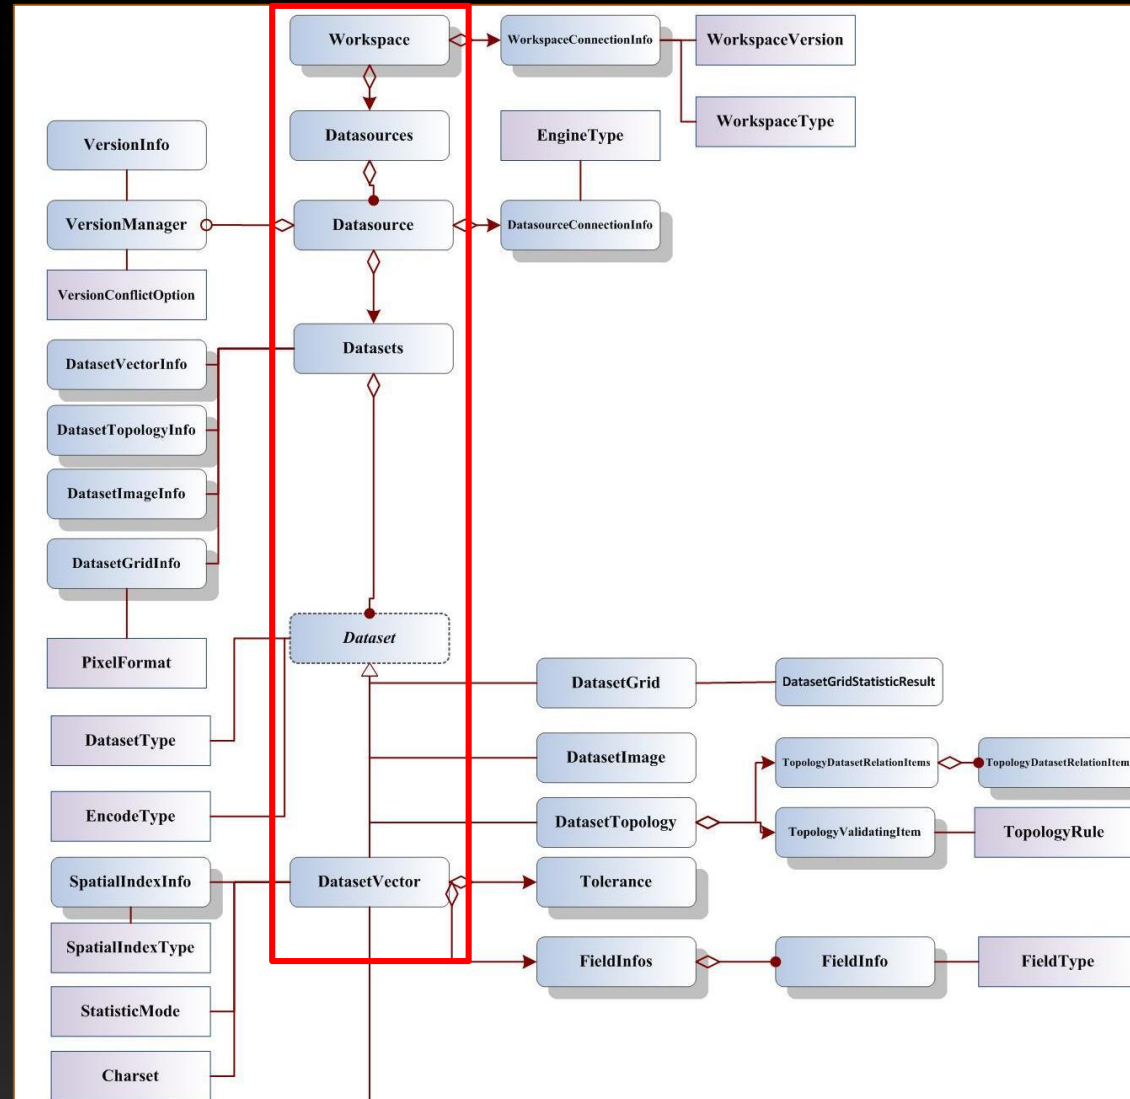 Workspace
WorkspaceConnectionInfo
WorkspaceVersion
WorkspaceType
Datasources
EngineType
VersionInfo
VersionManager
Datasource
DatasourceConnectionInfo
VersionConflictOption
Datasets
DatasetVectorInfo
DatasetTopologyInfo
DatasetImageInfo
DatasetGridInfo
Dataset
PixelFormat
DatasetGrid
DatasetGridStatisticResult
DatasetType
DatasetImage
TopologyDatasetRelationItems
TopologyDatasetRelationItem
EncodeType
DatasetTopology
TopologyValidatingItem
TopologyRule
SpatialIndexInfo
DatasetVector
Tolerance
SpatialIndexType
FieldInfos
FieldInfo
FieldType
StatisticMode
Charset